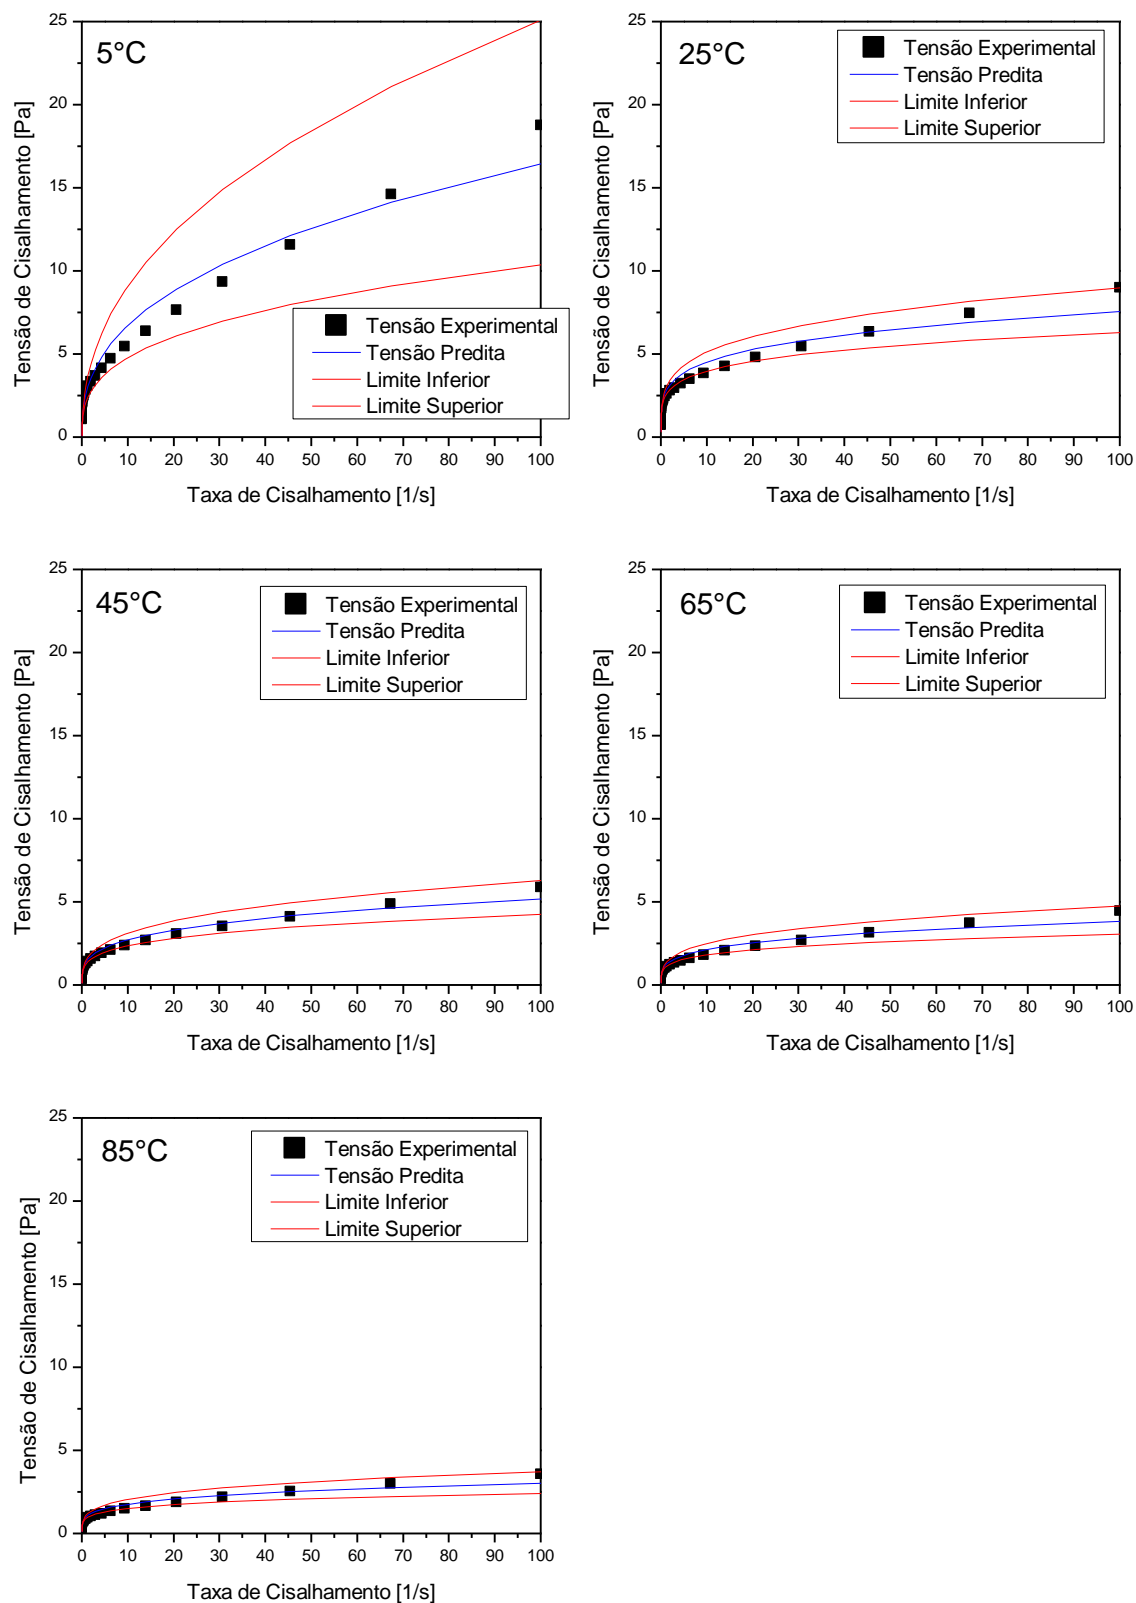 5°C
Tensão de Cisalhamento [Pa]
25
20
15
10
5
0
Tensão Experimental
Tensão Predita
Limite Inferior
Limite Superior
0 10 20 30 40 50 60 70 80 90 100
Taxa de Cisalhamento [1/s]
25°C
Tensão de Cisalhamento [Pa]
25
20
15
10
5
0
Tensão Experimental
Tensão Predita
Limite Inferior
Limite Superior
0 10 20 30 40 50 60 70 80 90 100
Taxa de Cisalhamento [1/s]
45°C
Tensão de Cisalhamento [Pa]
25
20
15
10
5
0
Tensão Experimental
Tensão Predita
Limite Inferior
Limite Superior
0 10 20 30 40 50 60 70 80 90 100
Taxa de Cisalhamento [1/s]
65°C
Tensão de Cisalhamento [Pa]
25
20
15
10
5
0
Tensão Experimental
Tensão Predita
Limite Inferior
Limite Superior
0 10 20 30 40 50 60 70 80 90 100
Taxa de Cisalhamento [1/s]
85°C
Tensão de Cisalhamento [Pa]
25
20
15
10
5
0
Tensão Experimental
Tensão Predita
Limite Inferior
Limite Superior
0 10 20 30 40 50 60 70 80 90 100
Taxa de Cisalhamento [1/s]